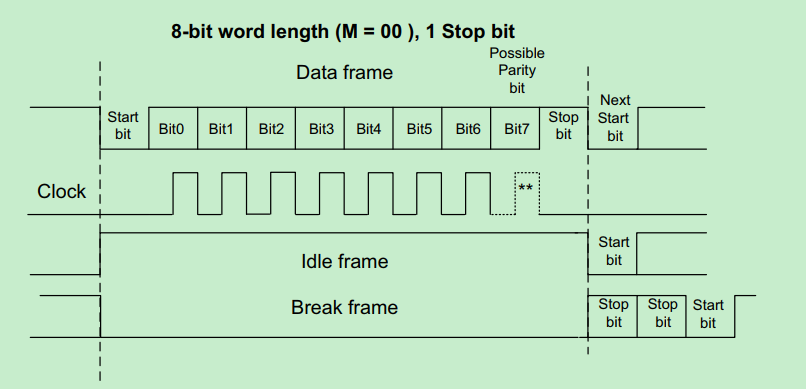 8-bit word length (M = 00 ), 1 Stop bit
Data frame
Possible
Parity
bit
Start
bit
Bit0
Bit1
Bit2
Bit3
Bit4
Bit5
Bit6
Bit7
Stop
bit
Next
Start
bit
Clock
**
Idle frame
Start
bit
Break frame
Stop
bit
Stop
bit
Start
bit